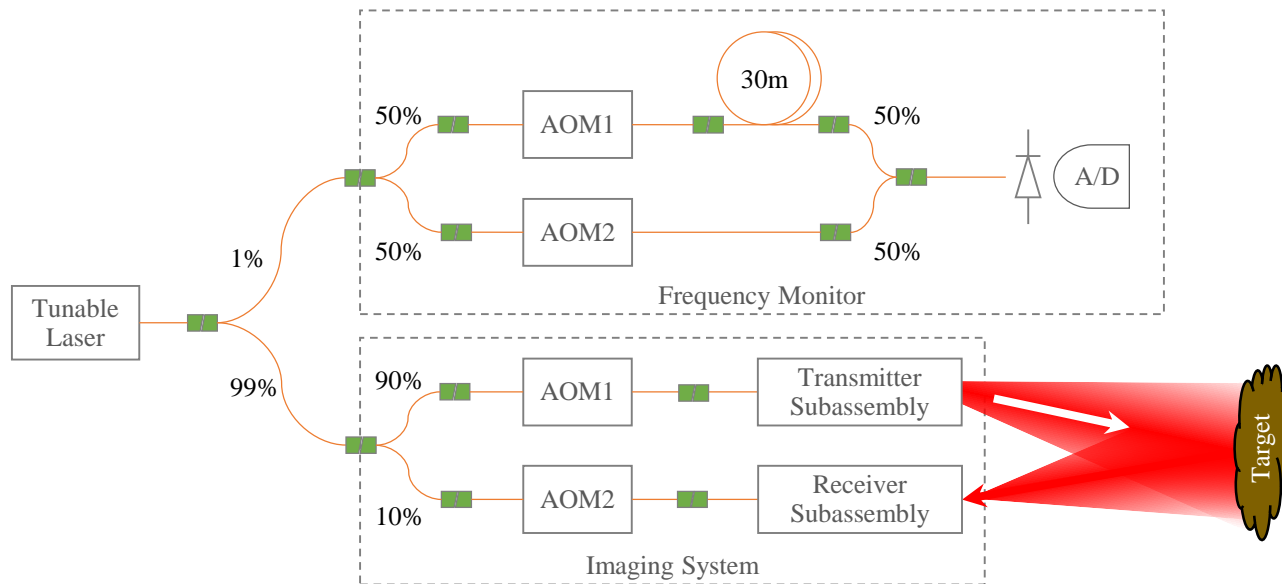 30m
50%
AOM1
50%
A/D
50%
AOM2
50%
1%
Frequency Monitor
Tunable
Laser
99%
90%
AOM1
Transmitter
Subassembly
Target
10%
AOM2
Receiver
Subassembly
Imaging System